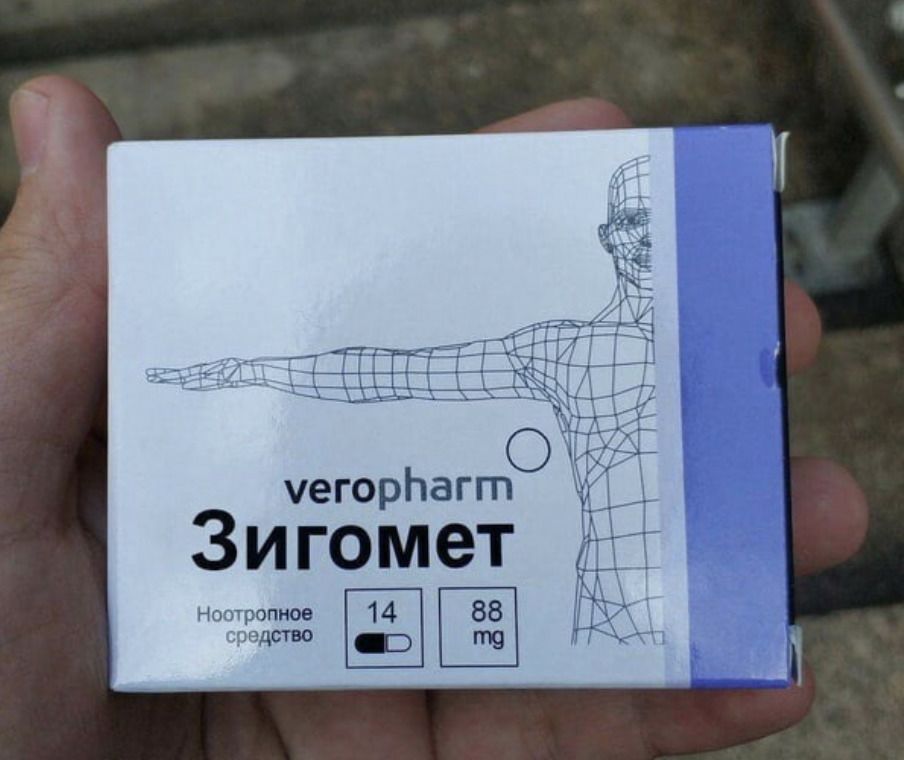 veropharm
Зигомет
Ноотропное
средство
14
88
mg